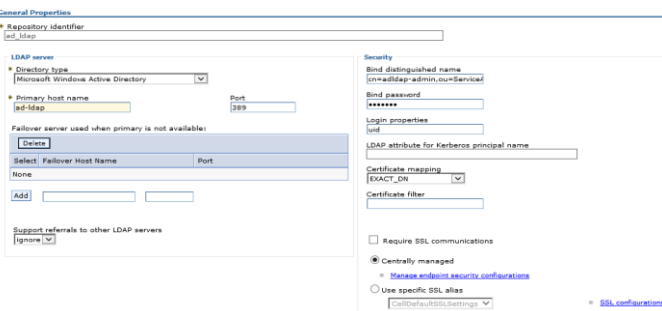 General Properties
* Repository identifier
ad_ldap
LDAP server
* Directory type
Microsoft Windows Active Directory
* Primary host name
Port
ad-ldap
389
Failover server used when primary is not available:
Delete
Select Failover Host Name Port
None
Add
Support referrals to other LDAP servers
ignore
Security
Bind distinguished name
cn=adldap-admin,ou=Service
Bind password
•••••••
Login properties
uid
LDAP attribute for Kerberos principal name
Certificate mapping
EXACT_DN
Certificate filter
Require SSL communications
Centrally managed
Manage endpoint security configurations
Use specific SSL alias
CellDefaultSSLSettings
SSL configurations